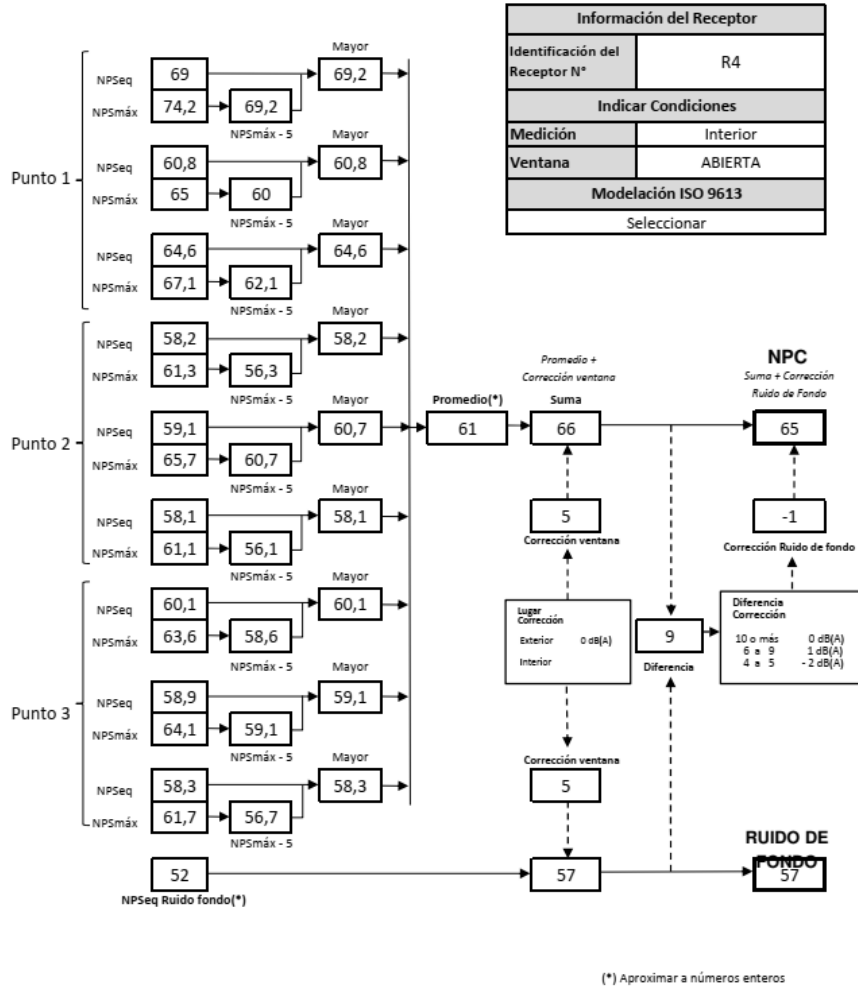 Información del Receptor
Identificación del Receptor N° R4
Indicar Condiciones
Medición Interior
Ventana ABIERTA
Modelación ISO 9613
Seleccionar
Punto 1
Mayor
NPSeq 69 69,2
NPSmáx 74,2 69,2
NPSmáx - 5
Mayor
NPSeq 60,8 60,8
NPSmáx 65 60
NPSmáx - 5
Mayor
NPSeq 64,6 64,6
NPSmáx 67,1 62,1
NPSmáx - 5
Punto 2
Mayor
NPSeq 58,2 58,2
NPSmáx 61,3 56,3
NPSmáx - 5
Mayor
NPSeq 59,1 60,7
NPSmáx 65,7 60,7
NPSmáx - 5
Mayor
NPSeq 58,1 58,1
NPSmáx 61,1 56,1
NPSmáx - 5
Punto 3
Mayor
NPSeq 60,1 60,1
NPSmáx 63,6 58,6
NPSmáx - 5
Mayor
NPSeq 58,9 59,1
NPSmáx 64,1 59,1
NPSmáx - 5
Mayor
NPSeq 58,3 58,3
NPSmáx 61,7 56,7
NPSmáx - 5
52
NPSeq Ruido fondo(*)
Promedio(*)
61
Promedio +
Corrección ventana
Suma
66
5
Corrección ventana
Lugar
Corrección
Exterior 0 dB(A)
Interior
Corrección ventana
5
57
9
Diferencia
NPC
Suma + Corrección
Ruido de Fondo
65
-1
Corrección Ruido de fondo
Diferencia
Corrección
10 o más 0 dB(A)
6 a 9 1 dB(A)
4 a 5 - 2 dB(A)
RUIDO DE
FONDO
57
(*) Aproximar a números enteros